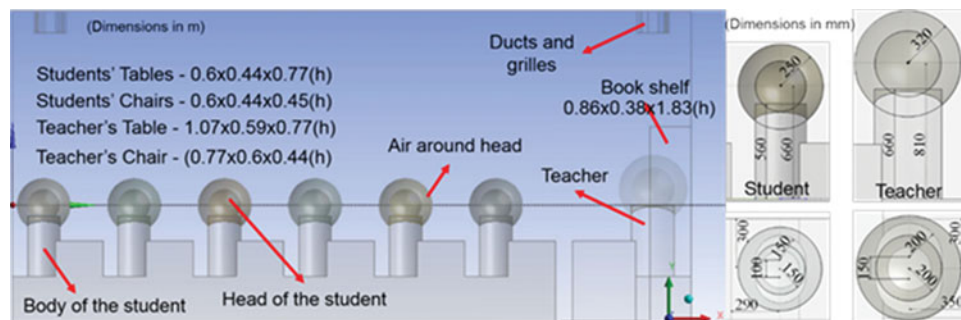 (Dimensions in m)
Students' Tables - 0.6x0.44x0.77(h)
Students' Chairs - 0.6x0.44x0.45(h)
Teacher's Table - 1.07x0.59x0.77(h)
Teacher's Chair - (0.77x0.6x0.44(h)
Ducts and
grilles
Book shelf
0.86x0.38x1.83(h)
Air around head
Teacher
Body of the student
Head of the student
Y
X
(Dimensions in mm)
250
560
660
Student
320
660
810
Teacher
300
150
100
150
290
300
200
150
200
350